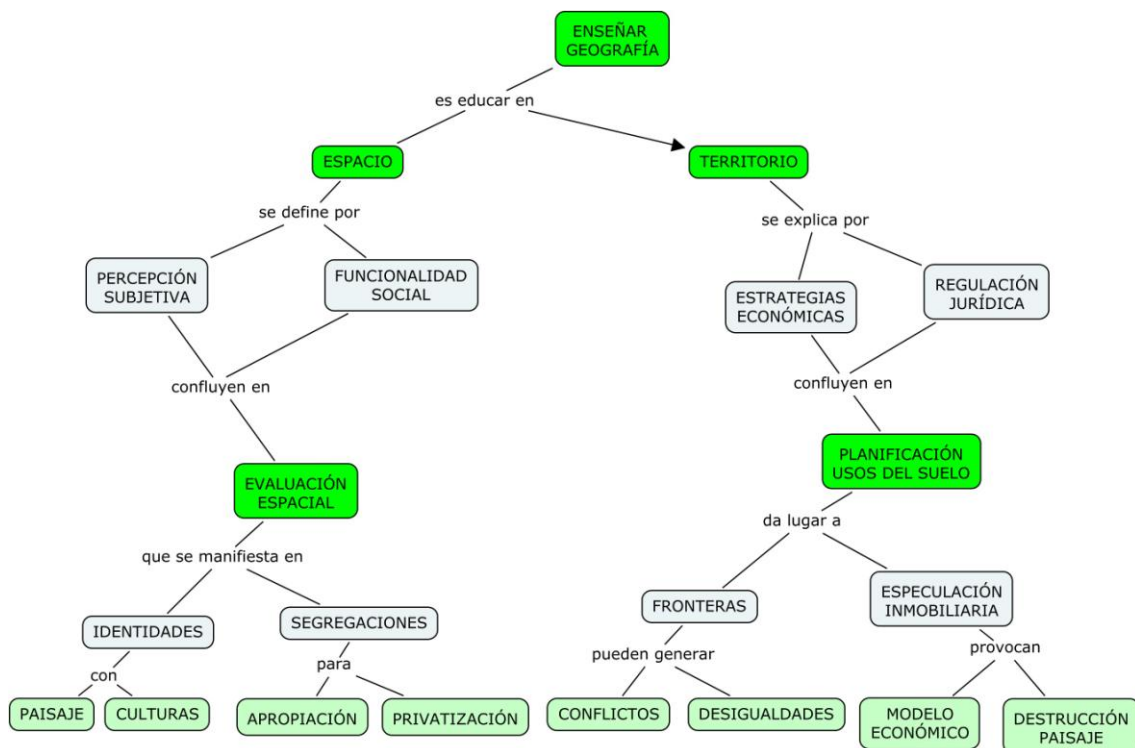 ENSEÑAR
GEOGRAFÍA
es educar en
ESPACIO
TERRITORIO
se define por
se explica por
PERCEPCIÓN
SUBJETIVA
FUNCIONALIDAD
SOCIAL
ESTRATEGIAS
ECONÓMICAS
REGULACIÓN
JURÍDICA
confluyen en
confluyen en
EVALUACIÓN
ESPACIAL
PLANIFICACIÓN
USOS DEL SUELO
que se manifiesta en
da lugar a
IDENTIDADES
SEGREGACIONES
FRONTERAS
ESPECULACIÓN
INMOBILIARIA
con
para
pueden generar
provocan
PAISAJE
CULTURAS
APROPIACIÓN
PRIVATIZACIÓN
CONFLICTOS
DESIGUALDADES
MODELO
ECONÓMICO
DESTRUCCIÓN
PAISAJE